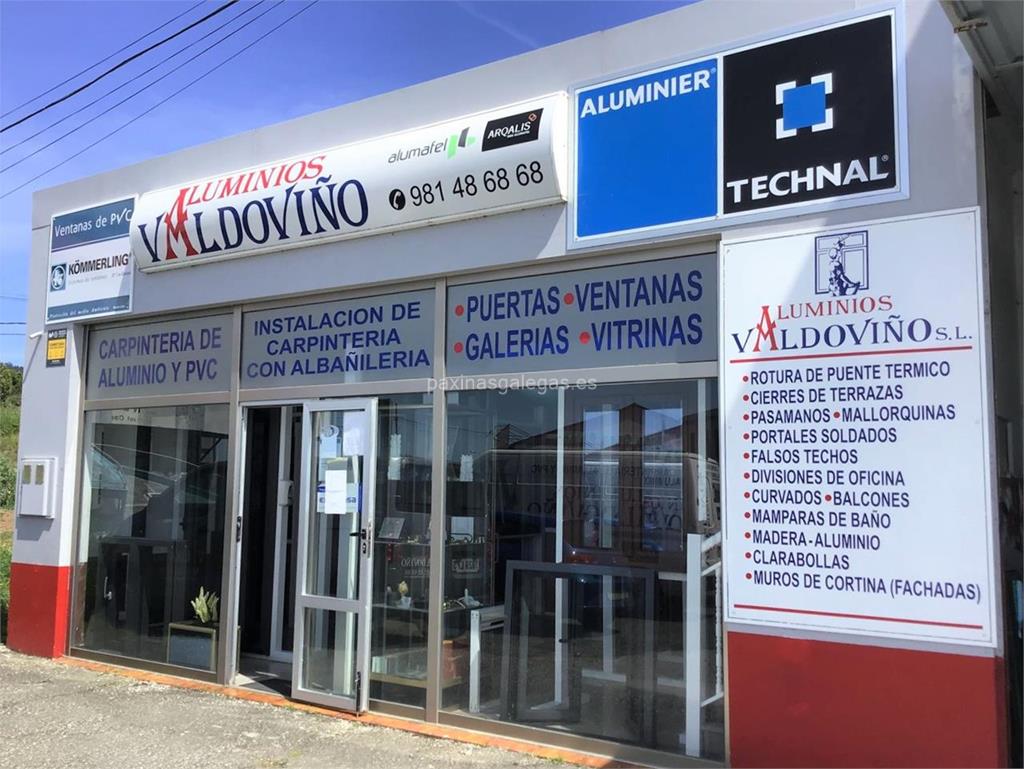 ALUMINIER®
TECHNAL®
alumafel
ARQALIS
ALUMINIOS
VALDOVIÑO
981 48 68 68
Ventanas de PVC
KÖMMERLING®
CARPINTERIA DE
ALUMINIO Y PVC
INSTALACION DE
CARPINTERIA
CON ALBAÑILERIA
•PUERTAS •VENTANAS
•GALERIAS •VITRINAS
paxinasgalegas.es
ALUMINIOS
VALDOVIÑO S.L.
•ROTURA DE PUENTE TERMICO
•CIERRES DE TERRAZAS
•PASAMANOS •MALLORQUINAS
•PORTALES SOLDADOS
•FALSOS TECHOS
•DIVISIONES DE OFICINA
•CURVADOS •BALCONES
•MAMPARAS DE BAÑO
•MADERA-ALUMINIO
•CLARABOLLAS
•MUROS DE CORTINA (FACHADAS)